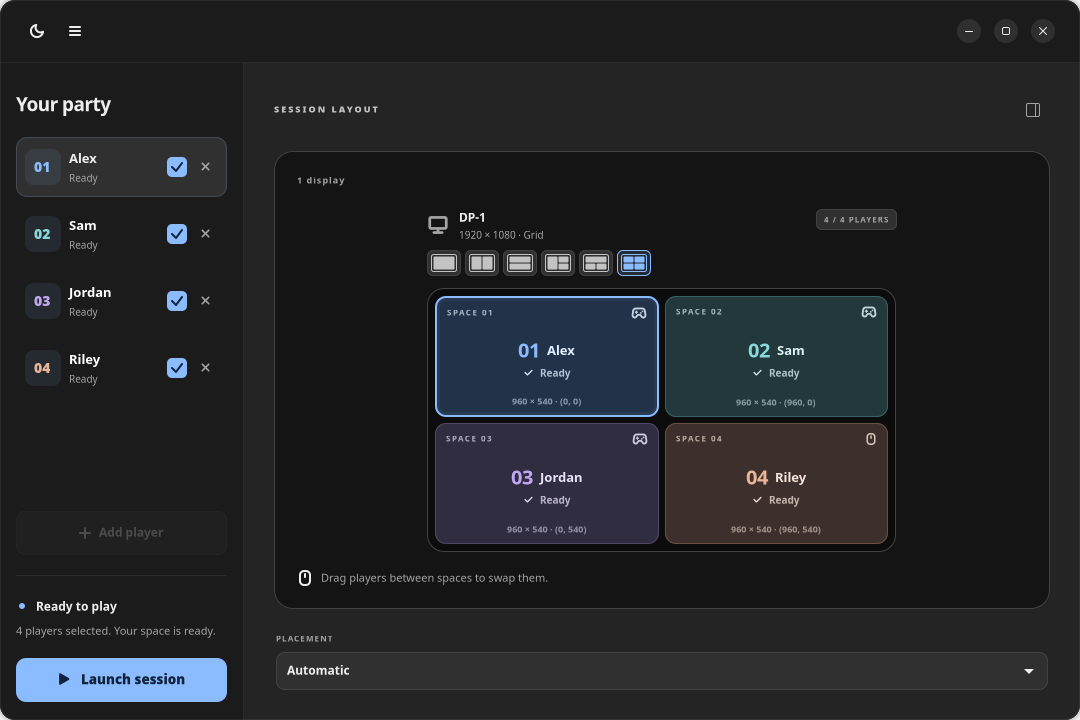 Your party
01 Alex
Ready
02 Sam
Ready
03 Jordan
Ready
04 Riley
Ready
Add player
Ready to play
4 players selected. Your space is ready.
Launch session
SESSION LAYOUT
1 display
DP-1
1920 × 1080 · Grid
4 / 4 PLAYERS
SPACE 01
01 Alex
Ready
960 × 540 · (0, 0)
SPACE 02
02 Sam
Ready
960 × 540 · (960, 0)
SPACE 03
03 Jordan
Ready
960 × 540 · (0, 540)
SPACE 04
04 Riley
Ready
960 × 540 · (960, 540)
Drag players between spaces to swap them.
PLACEMENT
Automatic